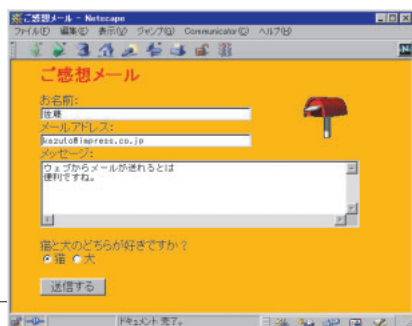 ご感想メール - Netscape
ファイル(F) 編集(E) 表示(V) ジャンプ(G) Communicator(C) ヘルプ(H)
ご感想メール
お名前:
佐藤
メールアドレス:
kazuto@impress.co.jp
メッセージ:
ウェブからメールが送れるとは
便利ですね。
猫と犬のどちらが好きですか?
猫 犬
送信する
ドキュメント完了。